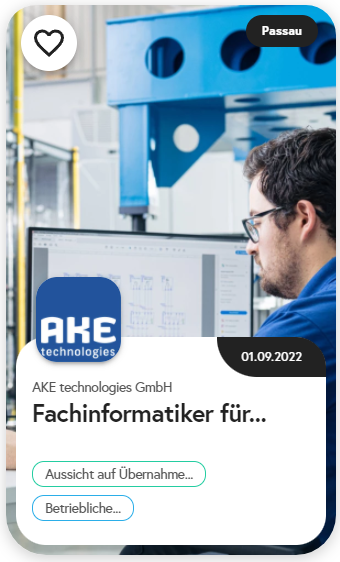 Passau
AKE
technologies
01.09.2022
AKE technologies GmbH
Fachinformatiker für...
Aussicht auf Übernahme...
Betriebliche...